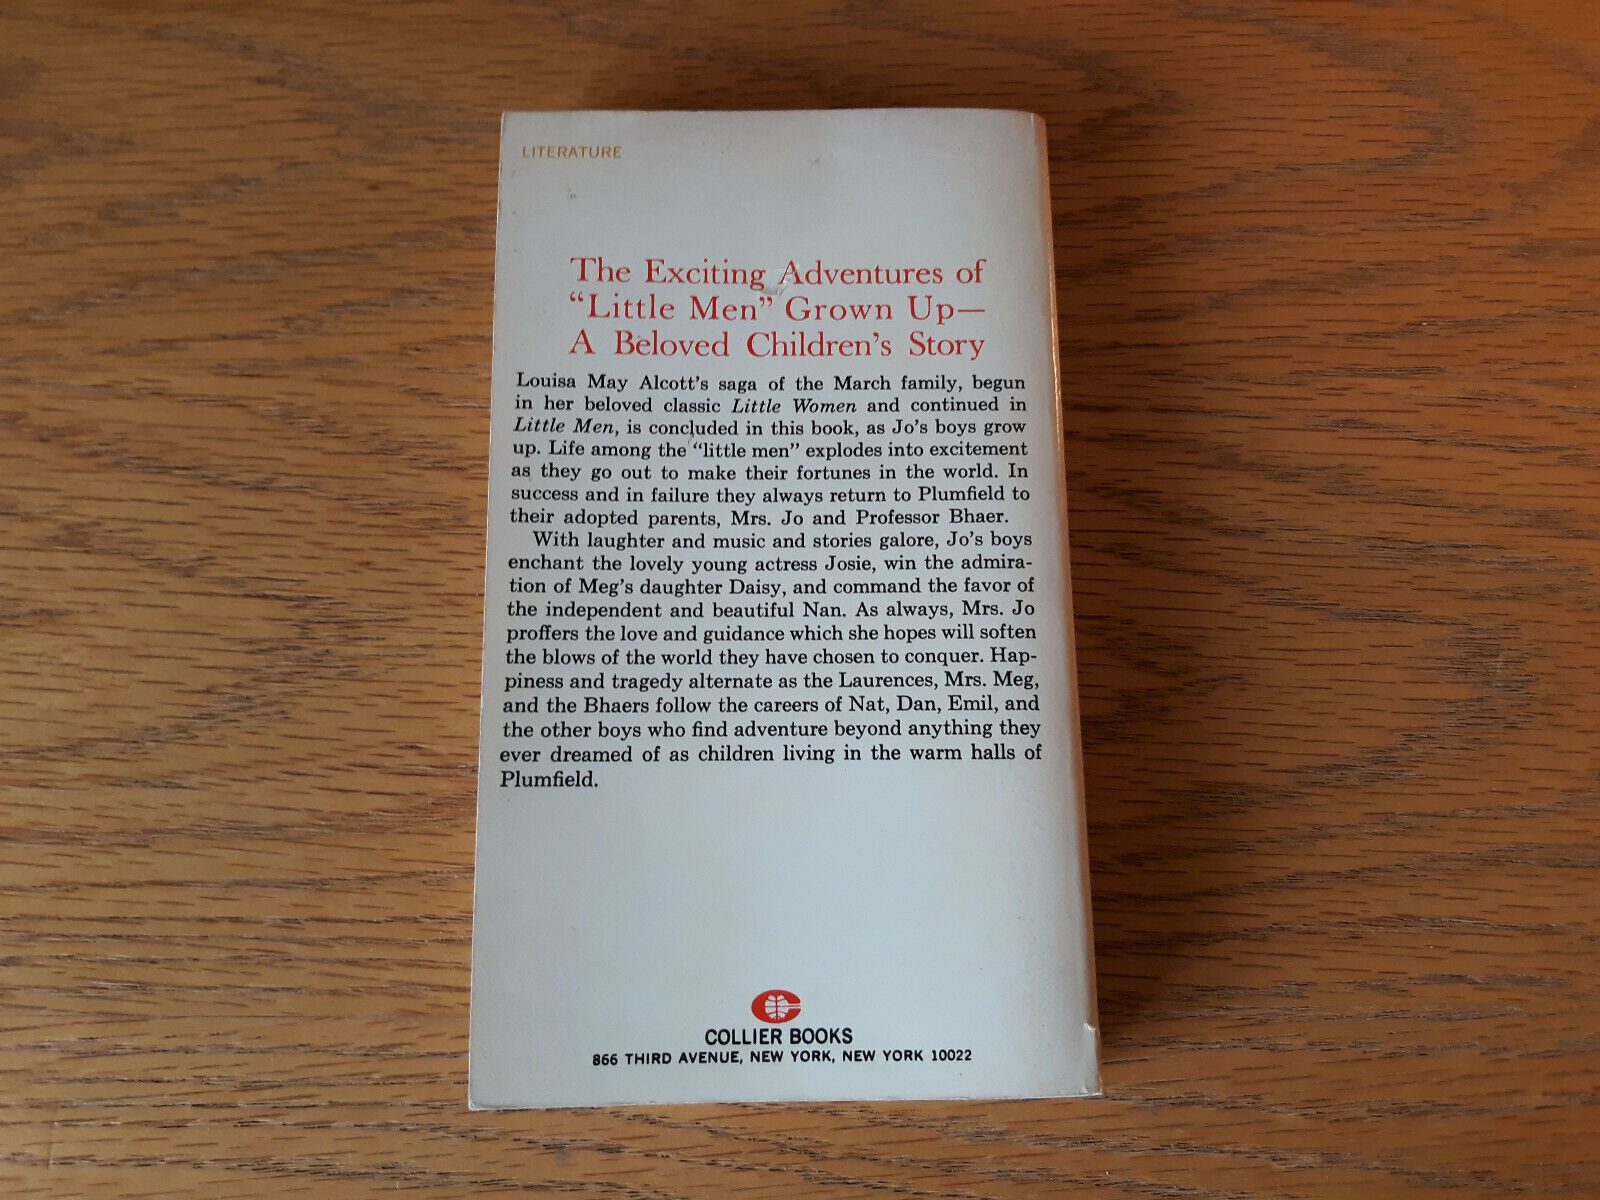 LITERATURE
The Exciting Adventures of
“Little Men” Grown Up—
A Beloved Children’s Story
Louisa May Alcott’s saga of the March family, begun
in her beloved classic Little Women and continued in
Little Men, is concluded in this book, as Jo’s boys grow
up. Life among the “little men” explodes into excitement
as they go out to make their fortunes in the world. In
success and in failure they always return to Plumfield to
their adopted parents, Mrs. Jo and Professor Bhaer.
With laughter and music and stories galore, Jo’s boys
enchant the lovely young actress Josie, win the admira-
tion of Meg’s daughter Daisy, and command the favor of
the independent and beautiful Nan. As always, Mrs. Jo
proffers the love and guidance which she hopes will soften
the blows of the world they have chosen to conquer. Hap-
piness and tragedy alternate as the Laurences, Mrs. Meg,
and the Bhaers follow the careers of Nat, Dan, Emil, and
the other boys who find adventure beyond anything they
ever dreamed of as children living in the warm halls of
Plumfield.
COLLIER BOOKS
866 THIRD AVENUE, NEW YORK, NEW YORK 10022